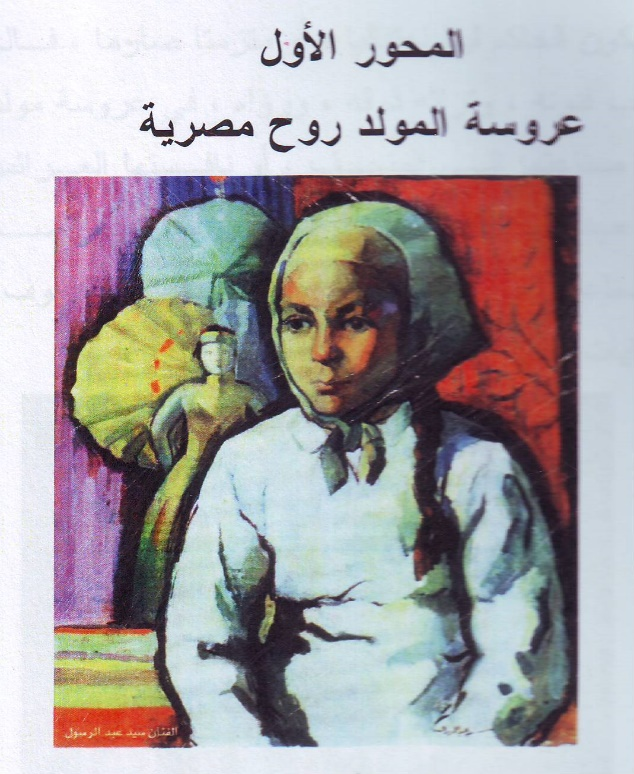 المحور الأول
عروسة المولد روح مصرية
الفنان سيد عبد الرسول